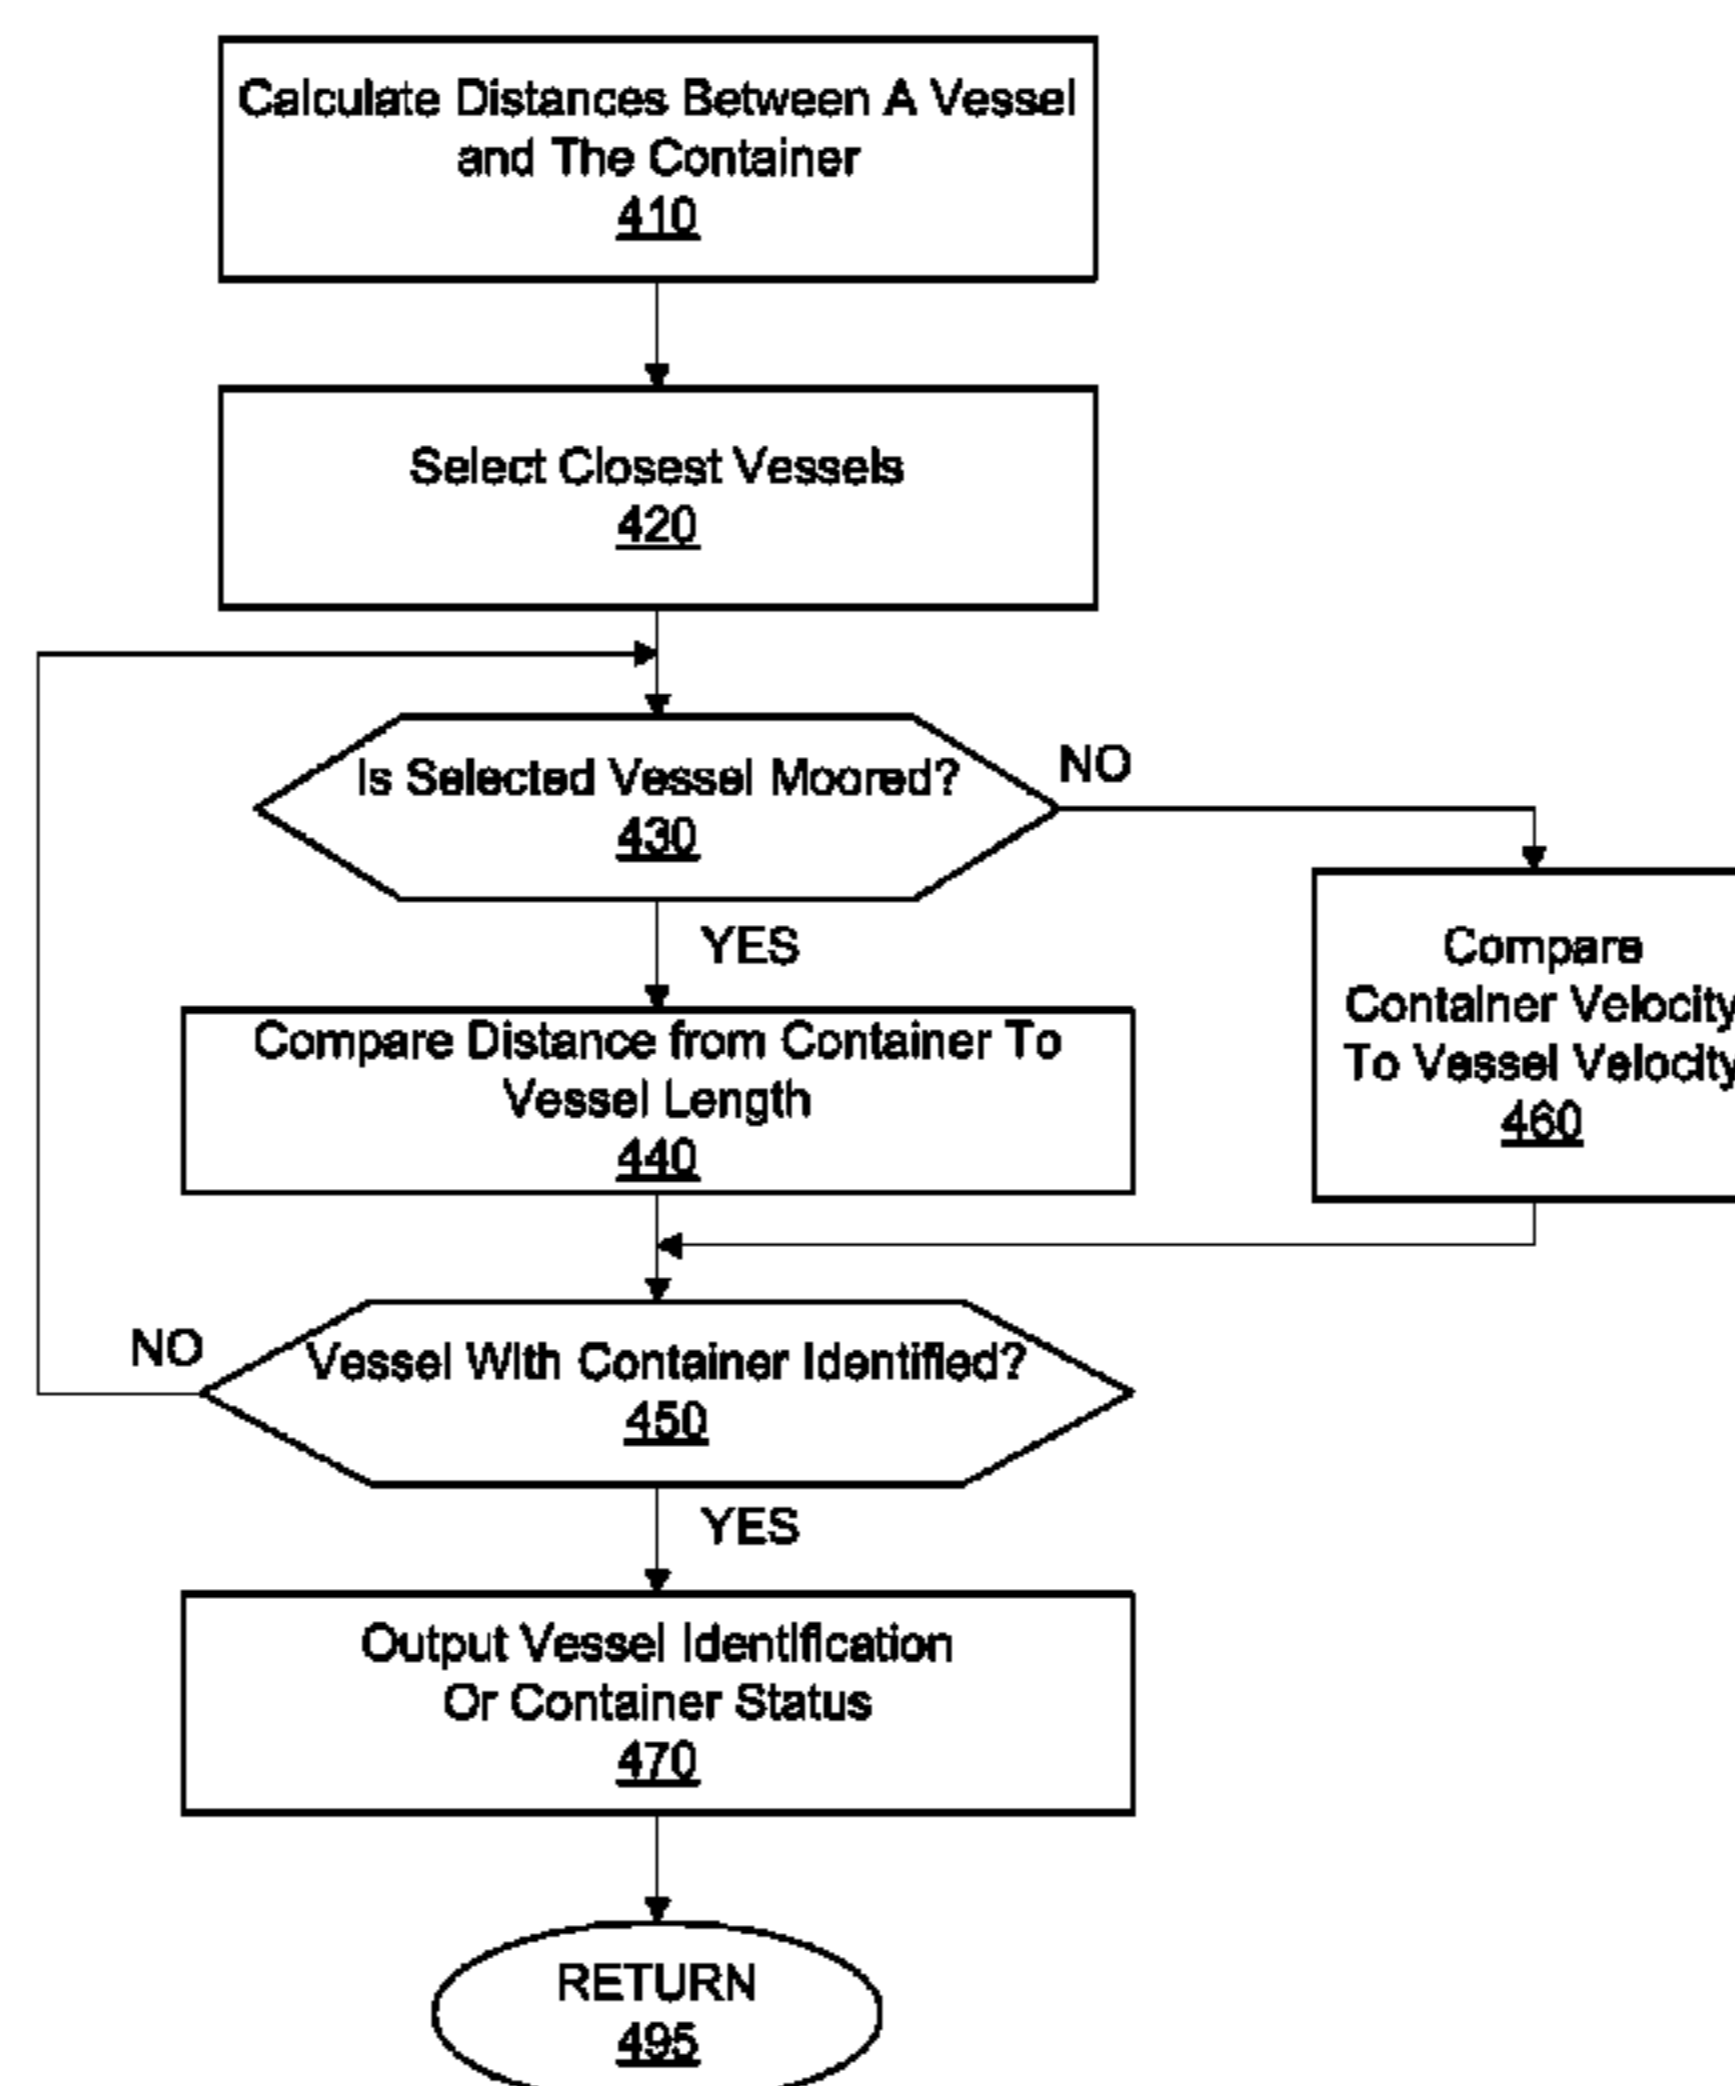 Calculate Distances Between A Vessel
and The Container
410
Select Closest Vessels
420
Is Selected Vessel Moored?
430
NO
YES
Compare
Container Velocity
To Vessel Velocity
460
Compare Distance from Container To
Vessel Length
440
NO
Vessel With Container Identified?
450
YES
Output Vessel Identification
Or Container Status
470
RETURN
495